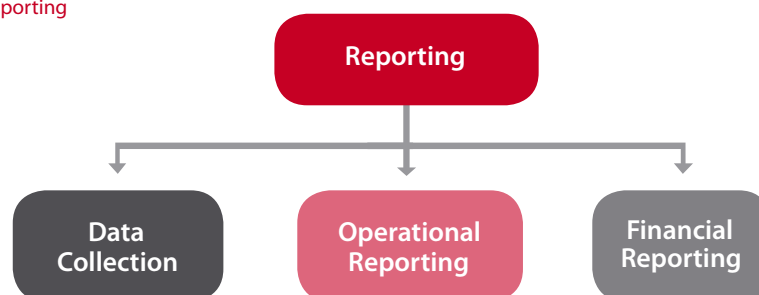 porting
Reporting
Data
Collection
Operational
Reporting
Financial
Reporting